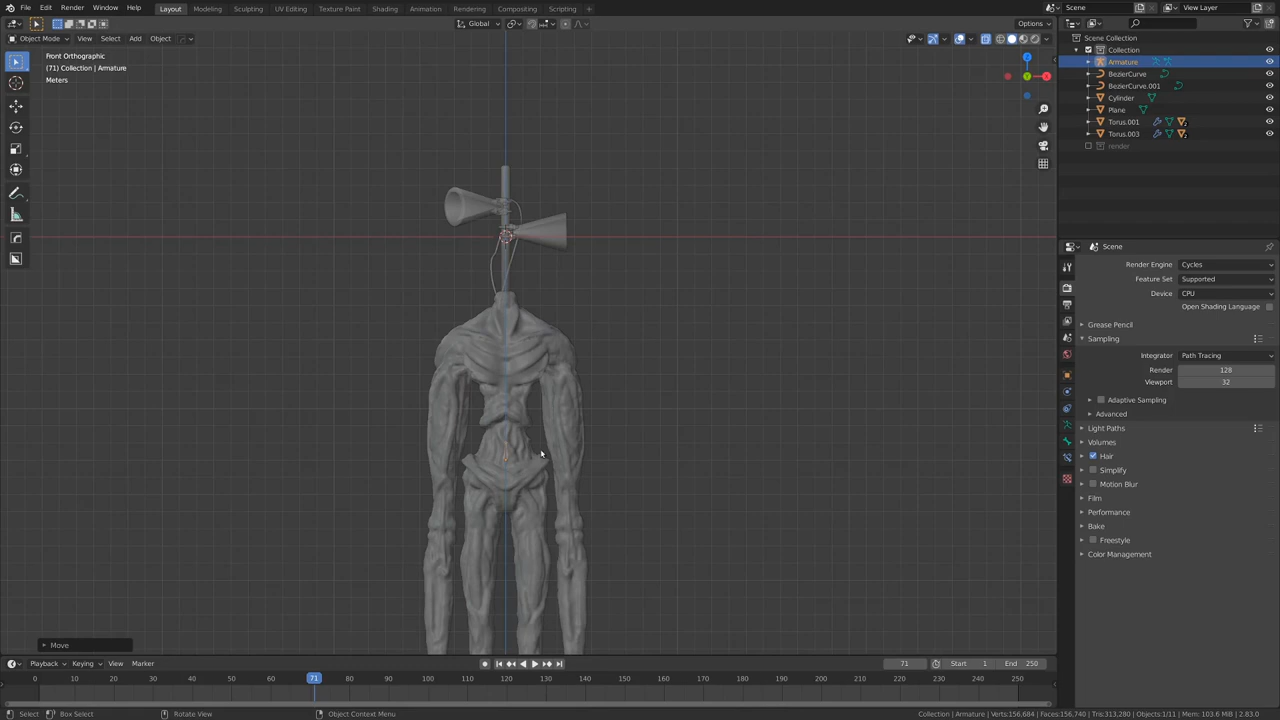 File Edit Render Window Help Layout Modeling Sculpting UV Editing Texture Paint Shading Animation Rendering Compositing Scripting + Scene View Layer
Global Options
Object Mode View Select Add Object
Front Orthographic
(71) Collection | Armature
Meters
Z
Y
X
Scene Collection
Collection
Armature
BezierCurve
BezierCurve.001
Cylinder
Plane
Torus.001
Torus.003
render
Scene
Render Engine Cycles
Feature Set Supported
Device CPU
Open Shading Language
Grease Pencil
Sampling
Integrator Path Tracing
Render 128
Viewport 32
Adaptive Sampling
Advanced
Light Paths
Volumes
Hair
Simplify
Motion Blur
Film
Performance
Bake
Freestyle
Color Management
Move
Playback Keying View Marker 71 Start 1 End 250
0 10 20 30 40 50 60 71 80 90 100 110 120 130 140 150 160 170 180 190 200 210 220 230 240 250
Select Box Select Rotate View Object Context Menu Collection | Armature | Verts:156,684 | Faces:156,740 | Tris:313,280 | Objects:1/11 | Mem: 103.6 MiB | 2.83.0